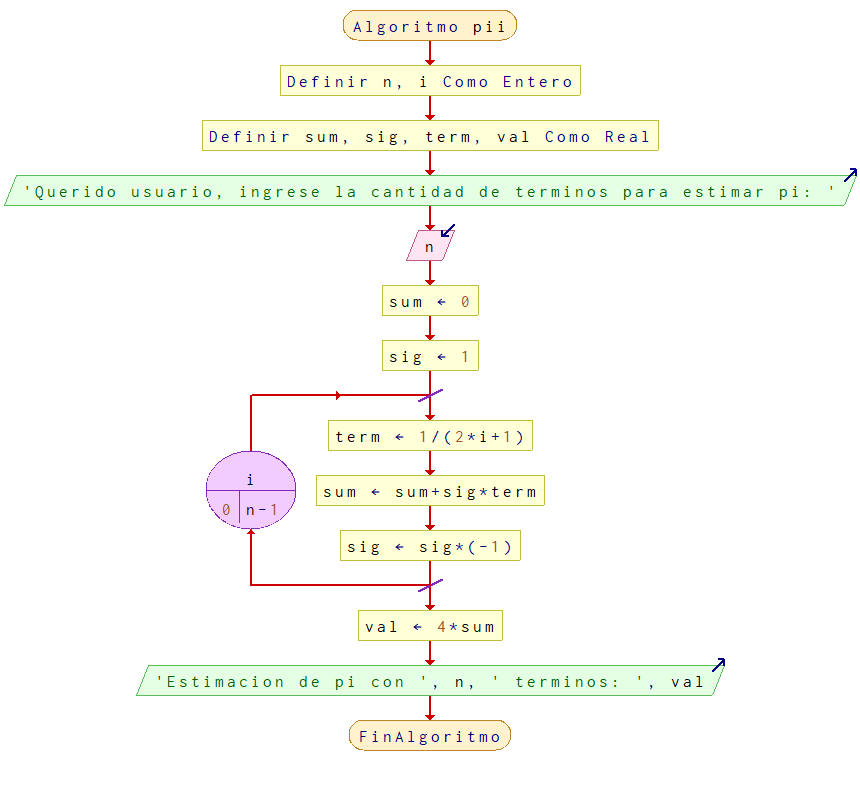 Algoritmo pii
Definir n, i Como Entero
Definir sum, sig, term, val Como Real
'Querido usuario, ingrese la cantidad de terminos para estimar pi: '
n
sum ← 0
sig ← 1
term ← 1/(2*i+1)
i
0 n-1
sum ← sum+sig*term
sig ← sig*(-1)
val ← 4*sum
'Estimacion de pi con ', n, ' terminos: ', val
FinAlgoritmo